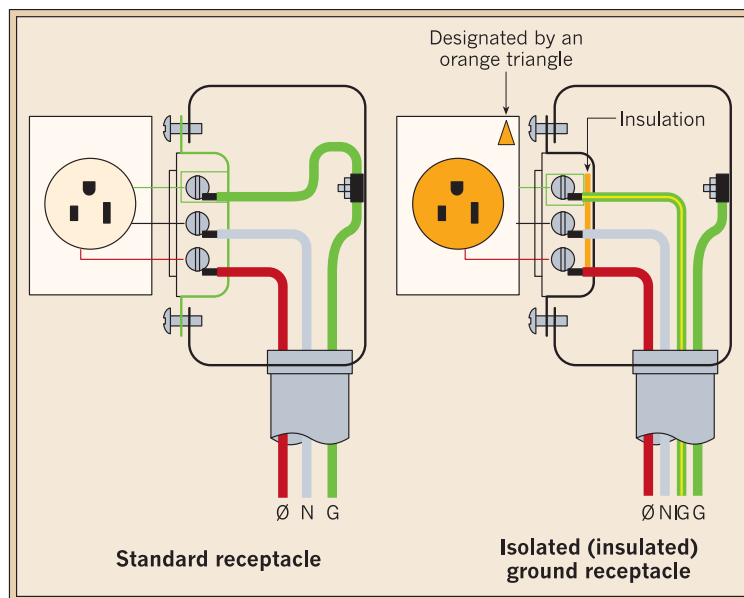 Designated by an
orange triangle
Insulation
Ø N G
Standard receptacle
Ø N IG G
Isolated (insulated)
ground receptacle